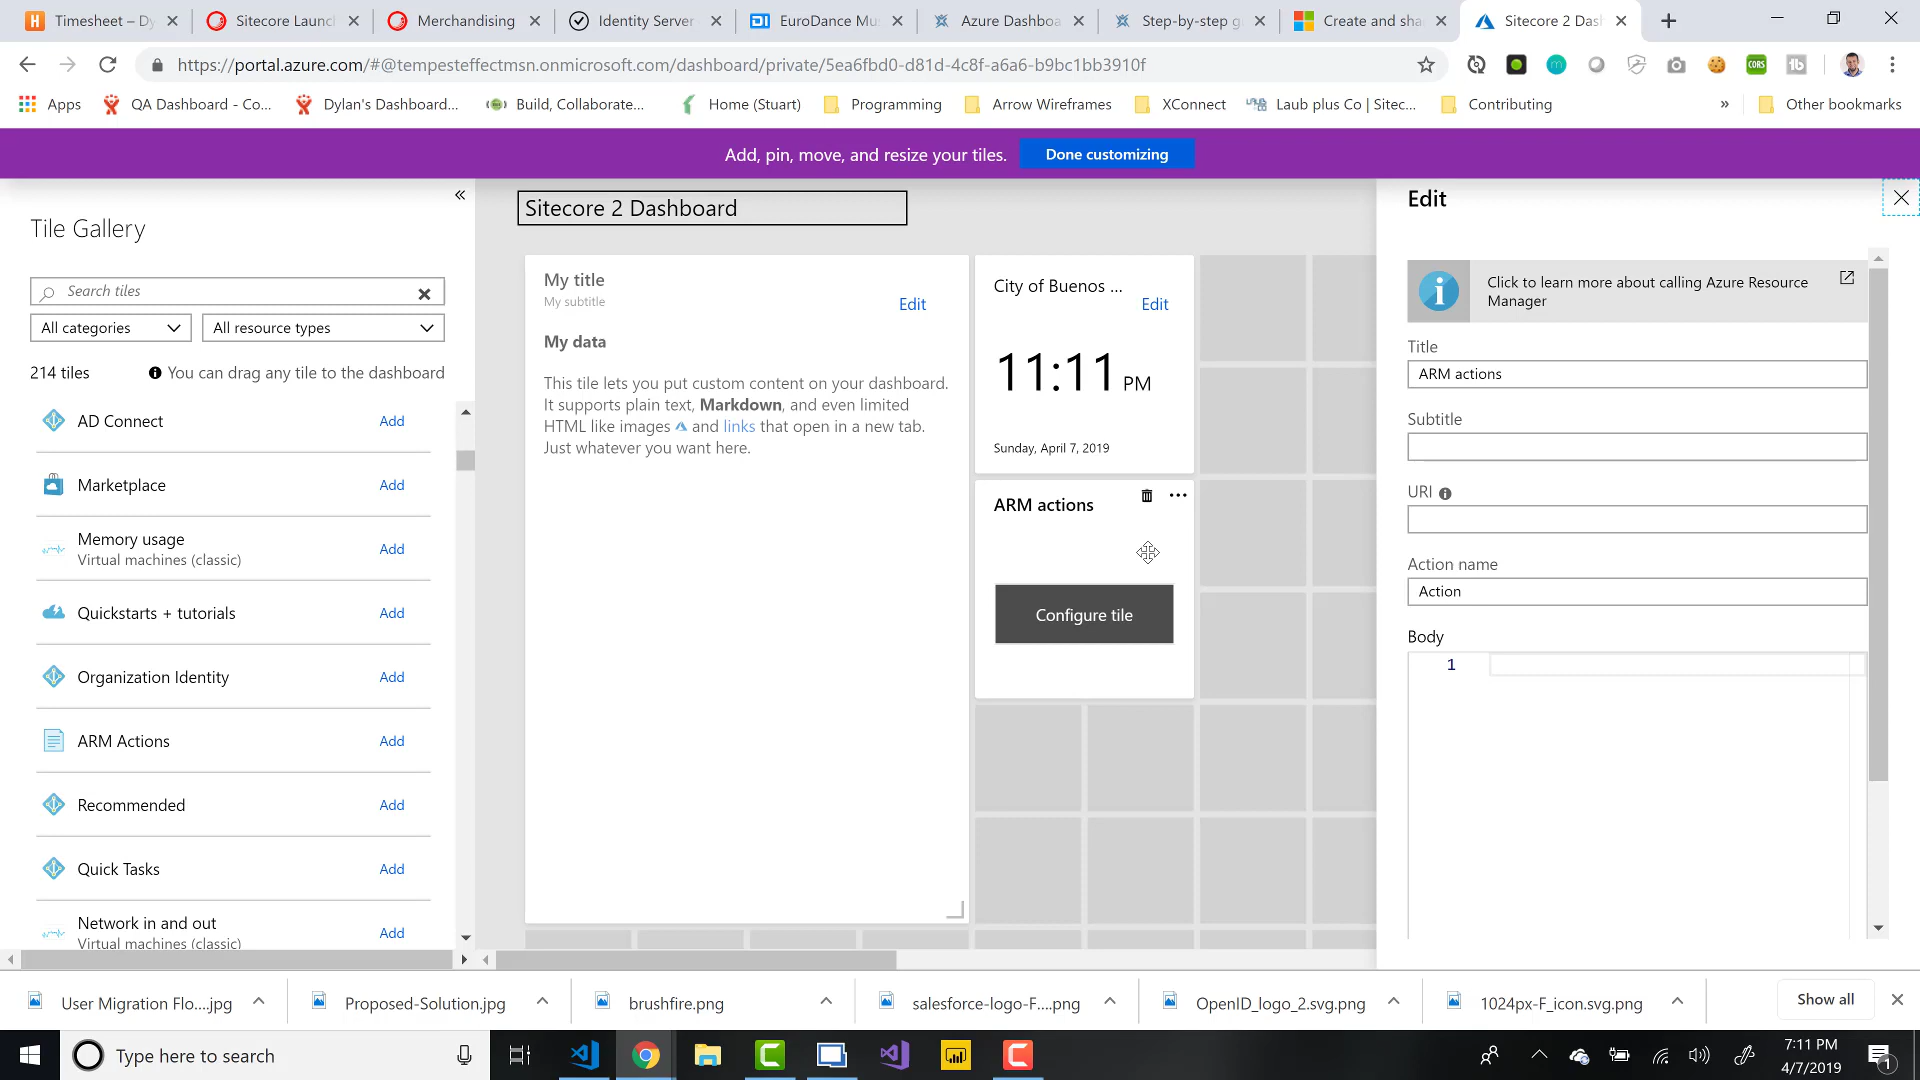 Timesheet – Dy
Sitecore Launc
Merchandising
Identity Server
EuroDance Mus
Azure Dashboa
Step-by-step g
Create and sha
Sitecore 2 Dash
https://portal.azure.com/#@tempesteffectmsn.onmicrosoft.com/dashboard/private/5ea6fbd0-d81d-4c8f-a6a6-b9bc1bb3910f
Apps
QA Dashboard - Co...
Dylan's Dashboard...
Build, Collaborate...
Home (Stuart)
Programming
Arrow Wireframes
XConnect
Laub plus Co | Sitec...
Contributing
»
Other bookmarks
Add, pin, move, and resize your tiles.
Done customizing
Tile Gallery
Search tiles
All categories
All resource types
214 tiles
You can drag any tile to the dashboard
AD Connect
Add
Marketplace
Add
Memory usage
Virtual machines (classic)
Add
Quickstarts + tutorials
Add
Organization Identity
Add
ARM Actions
Add
Recommended
Add
Quick Tasks
Add
Network in and out
Virtual machines (classic)
Add
Sitecore 2 Dashboard
My title
My subtitle
Edit
My data
This tile lets you put custom content on your dashboard.
It supports plain text, Markdown, and even limited
HTML like images and links that open in a new tab.
Just whatever you want here.
City of Buenos ...
Edit
11:11 PM
Sunday, April 7, 2019
ARM actions
Configure tile
Edit
Click to learn more about calling Azure Resource
Manager
Title
ARM actions
Subtitle
URI
Action name
Action
Body
1
User Migration Flo....jpg
Proposed-Solution.jpg
brushfire.png
salesforce-logo-F....png
OpenID_logo_2.svg.png
1024px-F_icon.svg.png
Show all
Type here to search
7:11 PM
4/7/2019
1